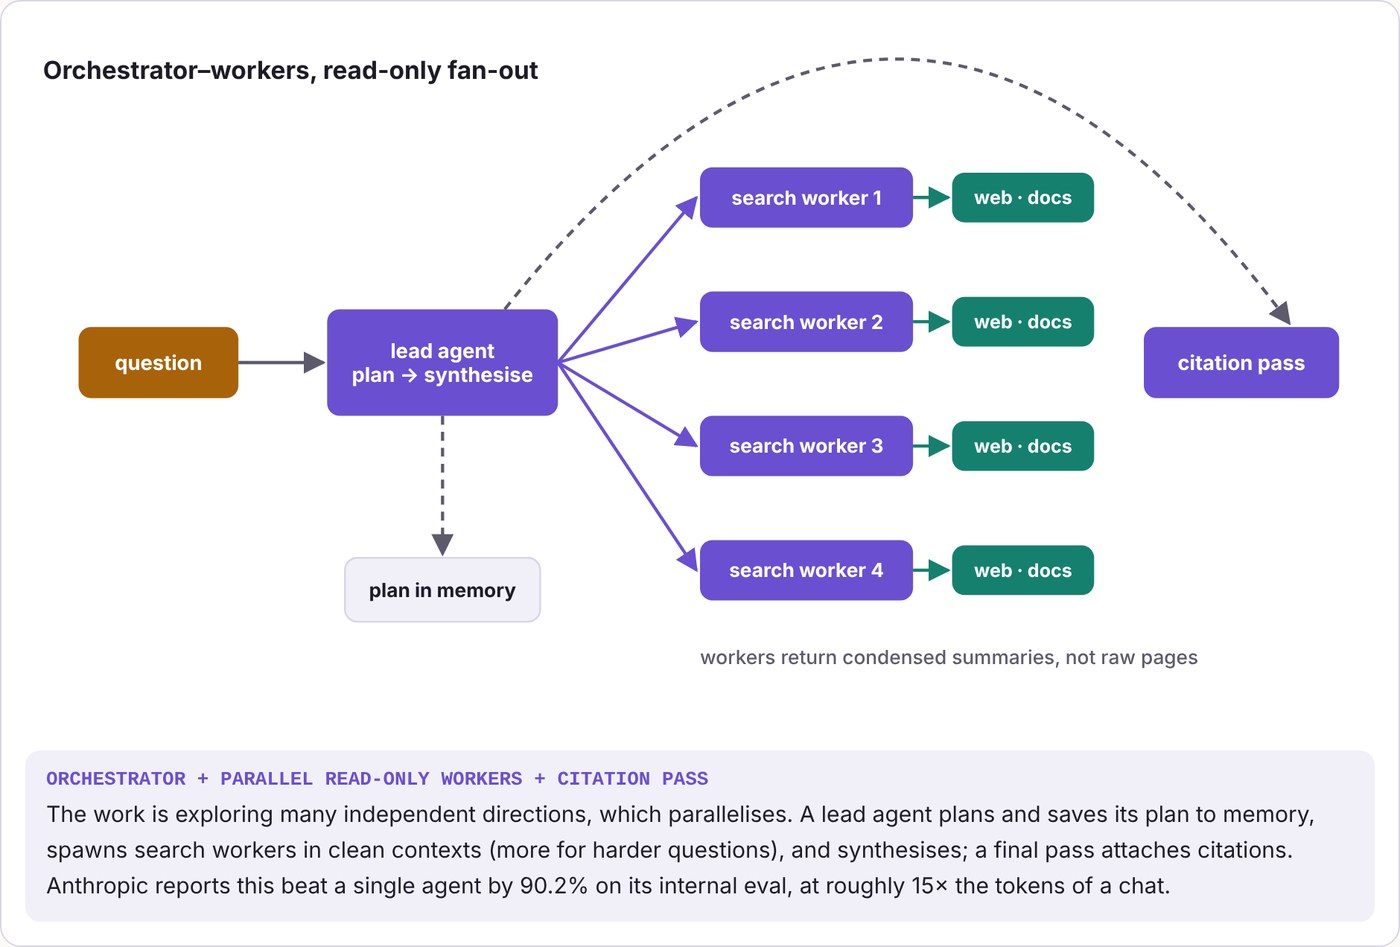 Orchestrator–workers, read-only fan-out
search worker 1
web · docs
search worker 2
web · docs
question
lead agent
plan → synthesise
citation pass
search worker 3
web · docs
search worker 4
web · docs
plan in memory
workers return condensed summaries, not raw pages
ORCHESTRATOR + PARALLEL READ-ONLY WORKERS + CITATION PASS
The work is exploring many independent directions, which parallelises. A lead agent plans and saves its plan to memory,
spawns search workers in clean contexts (more for harder questions), and synthesises; a final pass attaches citations.
Anthropic reports this beat a single agent by 90.2% on its internal eval, at roughly 15× the tokens of a chat.